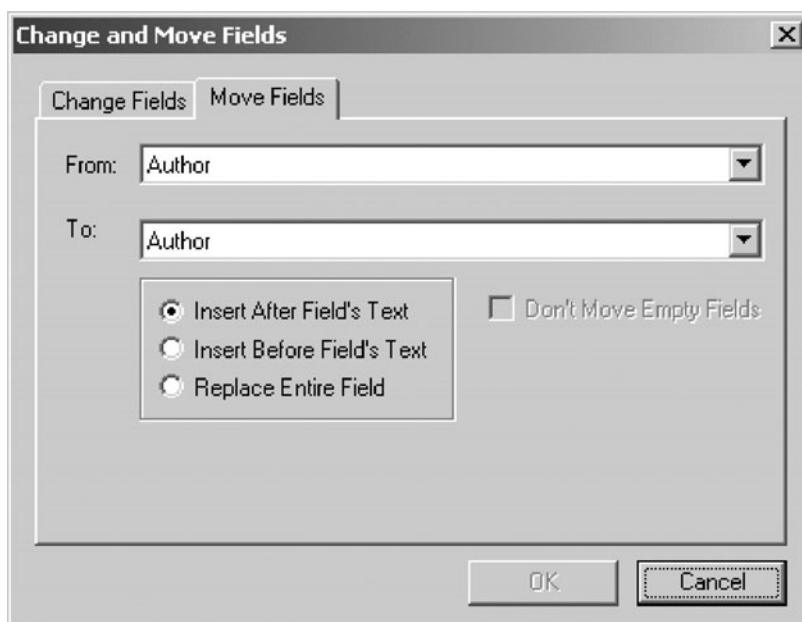 Change and Move Fields
Change Fields Move Fields
From: Author
To: Author
Insert After Field's Text Don't Move Empty Fields
Insert Before Field's Text
Replace Entire Field
OK Cancel